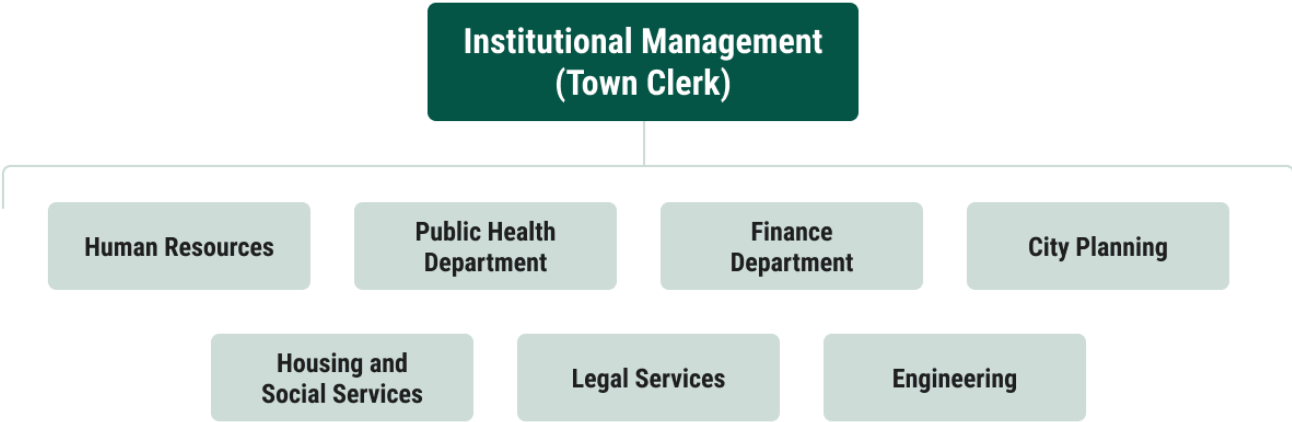 Institutional Management
(Town Clerk)
Human Resources
Public Health
Department
Finance
Department
City Planning
Housing and
Social Services
Legal Services
Engineering